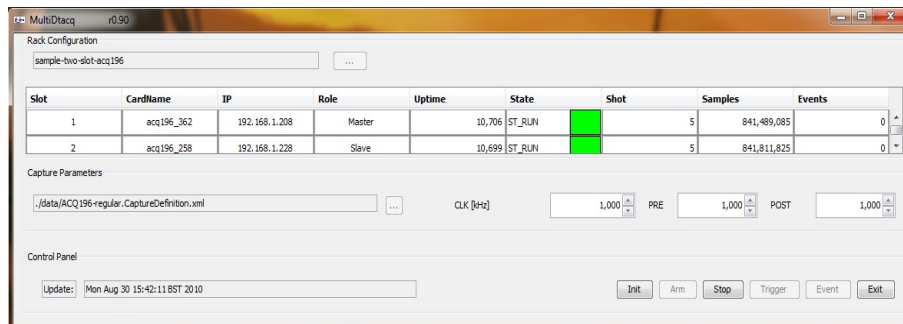 MultiDtacq r0.90
Rack Configuration
sample-two-slot-acq196 ...
Slot CardName IP Role Uptime State Shot Samples Events
1 acq196_362 192.168.1.208 Master 10,706 ST_RUN 5 841,489,085 0
2 acq196_258 192.168.1.228 Slave 10,699 ST_RUN 5 841,811,825 0
Capture Parameters
./data/ACQ196-regular.CaptureDefinition.xml ... CLK [kHz] 1,000 PRE 1,000 POST 1,000
Control Panel
Update: Mon Aug 30 15:42:11 BST 2010 Init Arm Stop Trigger Event Exit